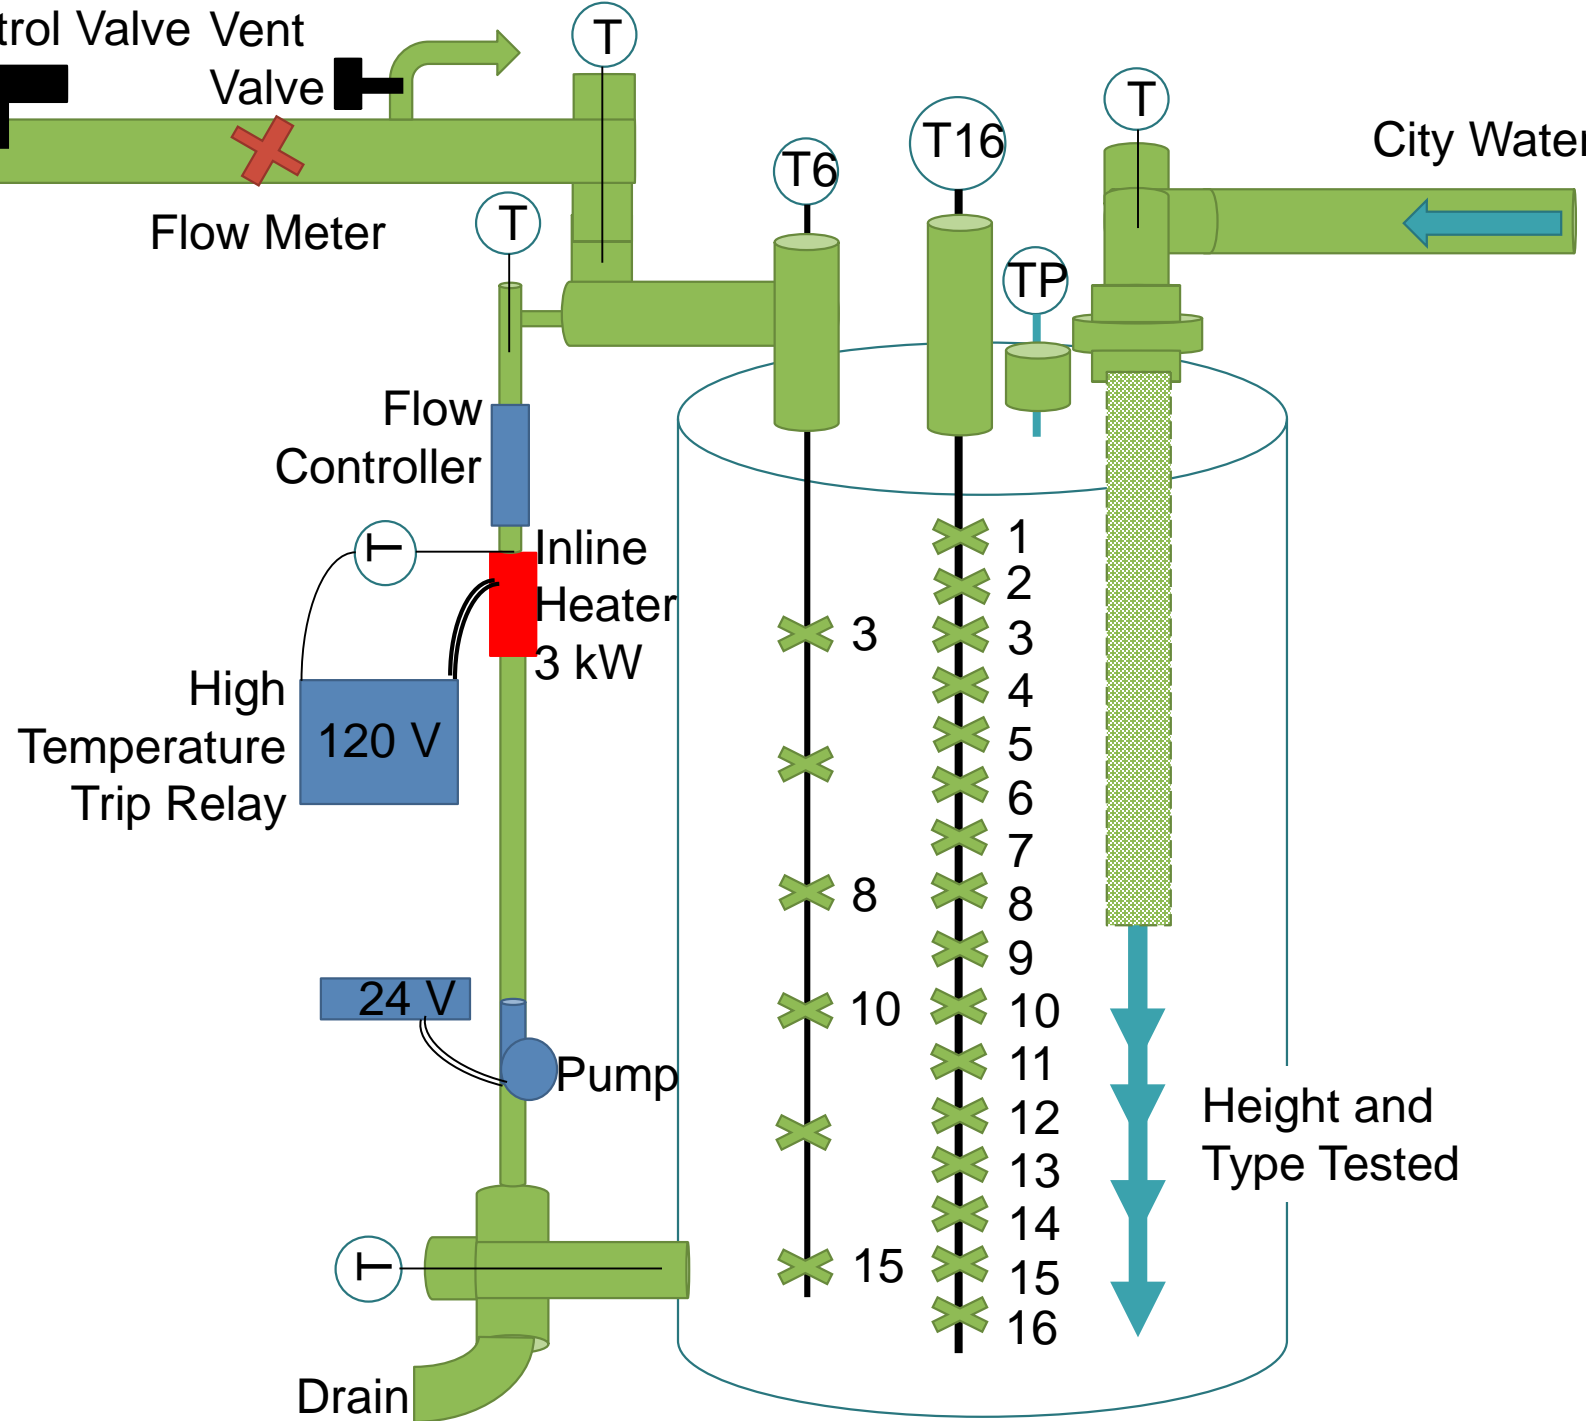 trol Valve
Vent
Valve
T
T
City Water
T6
T16
Flow Meter
T
TP
Flow
Controller
T
Inline
Heater
3 kW
High
Temperature
Trip Relay
120 V
24 V
Pump
T
Drain
3
8
10
15
1
2
3
4
5
6
7
8
9
10
11
12
13
14
15
16
Height and
Type Tested